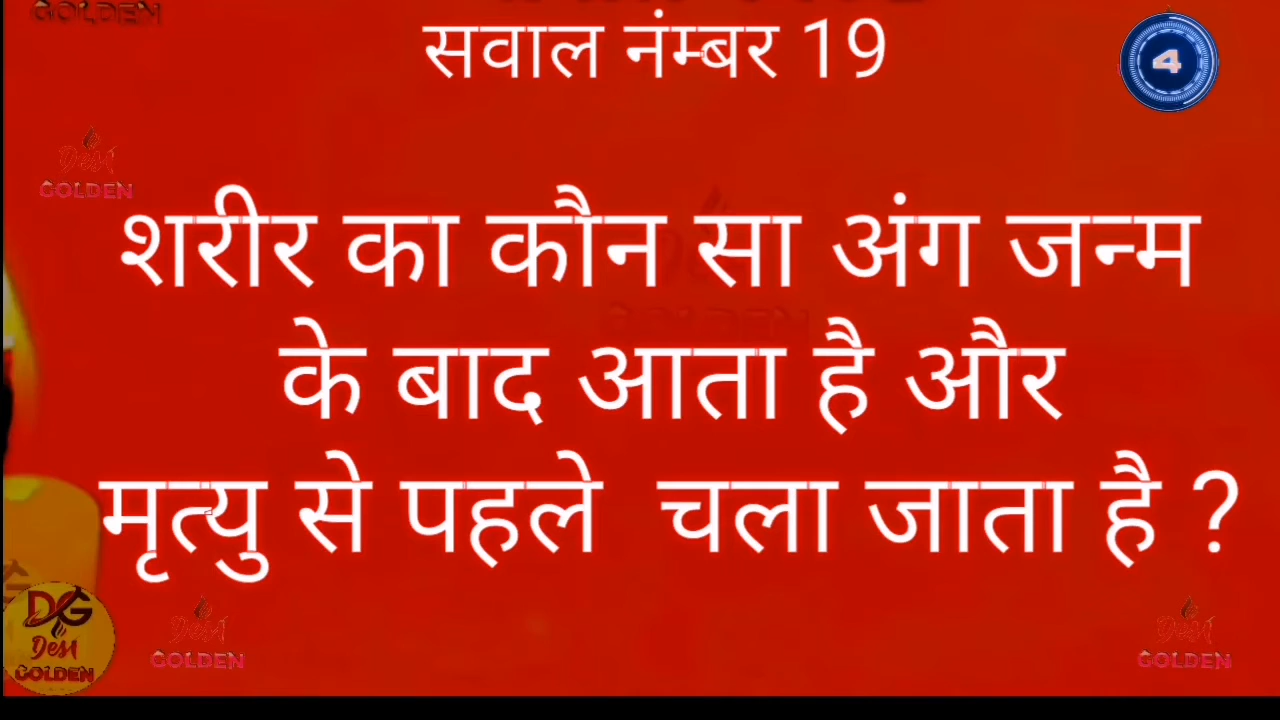 GOLDEN
सवाल नंम्बर 19
4
Desi
GOLDEN
शरीर का कौन सा अंग जन्म
के बाद आता है और
मृत्यु से पहले चला जाता है ?
DG
Desi
GOLDEN
Desi
GOLDEN
Desi
GOLDEN